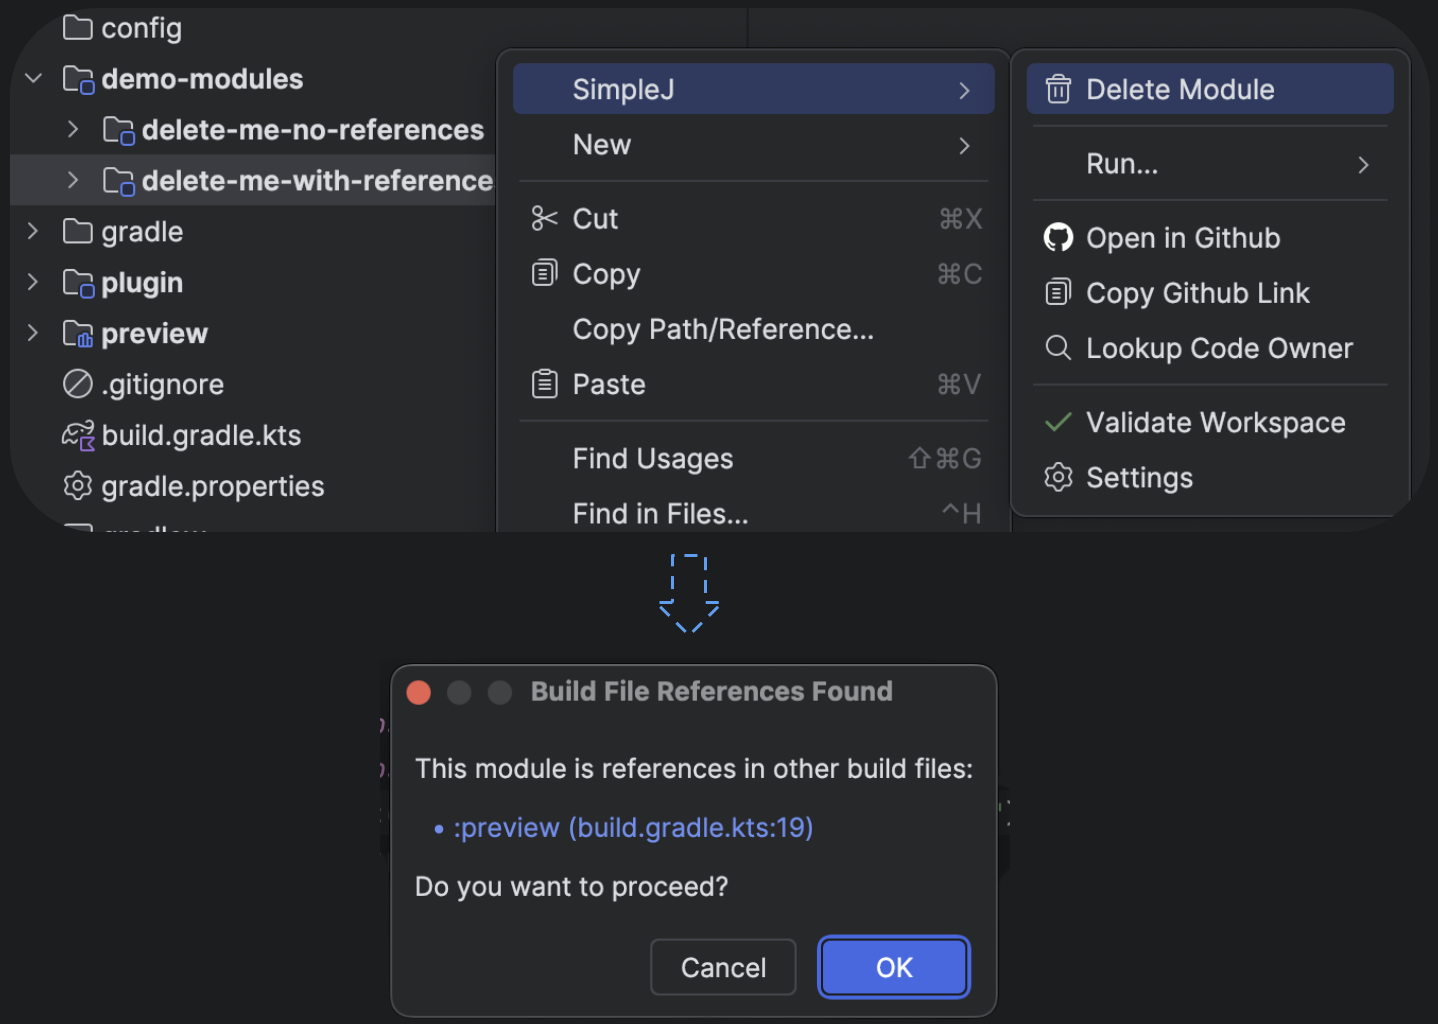 config
demo-modules
delete-me-no-references
delete-me-with-reference
gradle
plugin
preview
.gitignore
build.gradle.kts
gradle.properties
SimpleJ
New
Cut ⌘X
Copy ⌘C
Copy Path/Reference...
Paste ⌘V
Find Usages ⇧⌘G
Find in Files... ^H
Delete Module
Run...
Open in Github
Copy Github Link
Lookup Code Owner
Validate Workspace
Settings
Build File References Found
This module is references in other build files:
• :preview (build.gradle.kts:19)
Do you want to proceed?
Cancel
OK